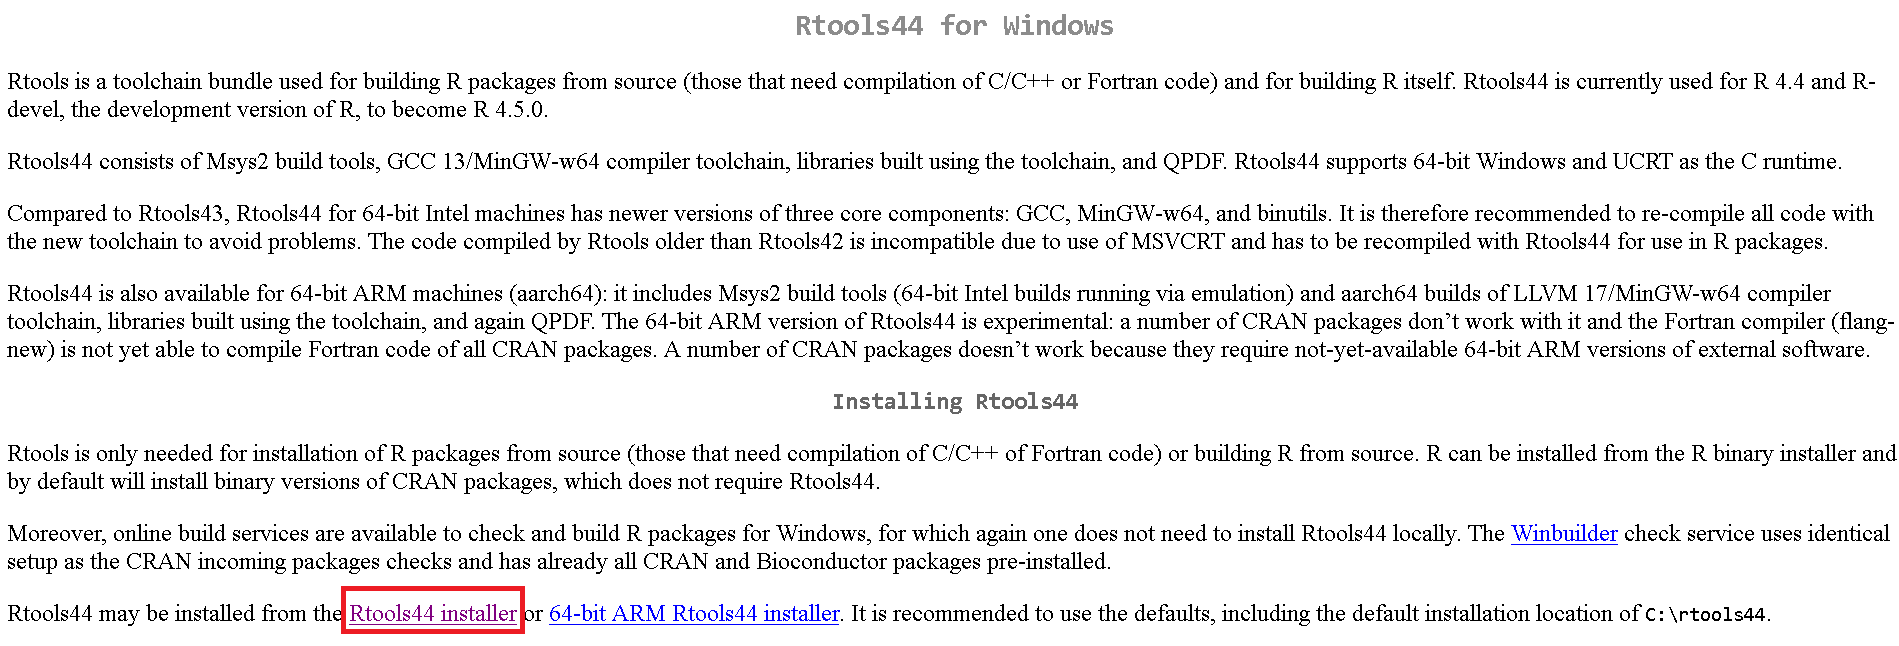 Rtools44 for Windows
Rtools is a toolchain bundle used for building R packages from source (those that need compilation of C/C++ or Fortran code) and for building R itself. Rtools44 is currently used for R 4.4 and R-
devel, the development version of R, to become R 4.5.0.
Rtools44 consists of Msys2 build tools, GCC 13/MinGW-w64 compiler toolchain, libraries built using the toolchain, and QPDF. Rtools44 supports 64-bit Windows and UCRT as the C runtime.
Compared to Rtools43, Rtools44 for 64-bit Intel machines has newer versions of three core components: GCC, MinGW-w64, and binutils. It is therefore recommended to re-compile all code with
the new toolchain to avoid problems. The code compiled by Rtools older than Rtools42 is incompatible due to use of MSVCRT and has to be recompiled with Rtools44 for use in R packages.
Rtools44 is also available for 64-bit ARM machines (aarch64): it includes Msys2 build tools (64-bit Intel builds running via emulation) and aarch64 builds of LLVM 17/MinGW-w64 compiler
toolchain, libraries built using the toolchain, and again QPDF. The 64-bit ARM version of Rtools44 is experimental: a number of CRAN packages don’t work with it and the Fortran compiler (flang-
new) is not yet able to compile Fortran code of all CRAN packages. A number of CRAN packages doesn’t work because they require not-yet-available 64-bit ARM versions of external software.
Installing Rtools44
Rtools is only needed for installation of R packages from source (those that need compilation of C/C++ of Fortran code) or building R from source. R can be installed from the R binary installer and
by default will install binary versions of CRAN packages, which does not require Rtools44.
Moreover, online build services are available to check and build R packages for Windows, for which again one does not need to install Rtools44 locally. The Winbuilder check service uses identical
setup as the CRAN incoming packages checks and has already all CRAN and Bioconductor packages pre-installed.
Rtools44 may be installed from the Rtools44 installer or 64-bit ARM Rtools44 installer. It is recommended to use the defaults, including the default installation location of C:\rtools44.